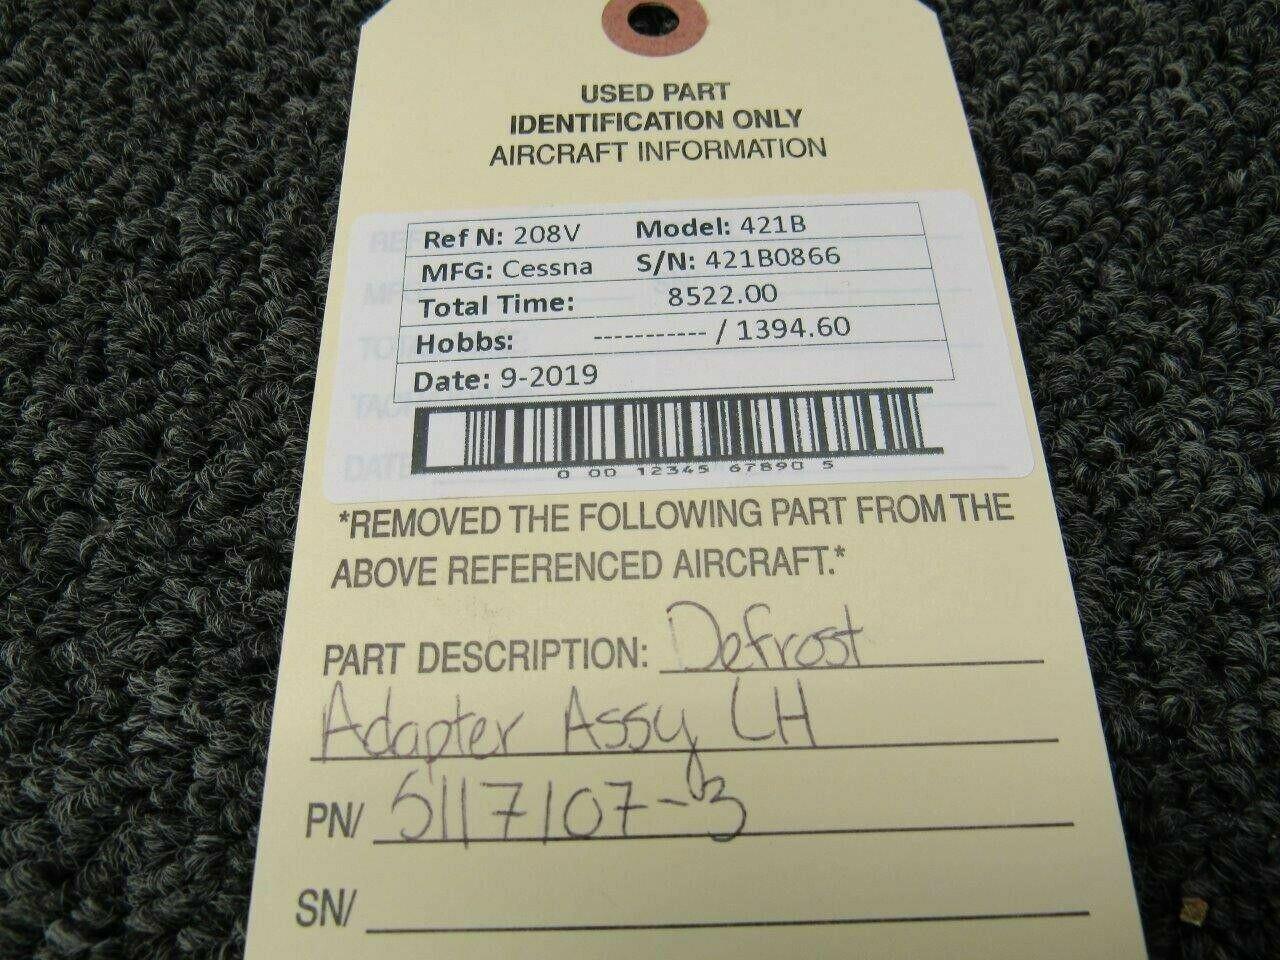 USED PART
IDENTIFICATION ONLY
AIRCRAFT INFORMATION
Ref N: 208V Model: 421B
MFG: Cessna S/N: 421B0866
Total Time: 8522.00
Hobbs: ----------- / 1394.60
Date: 9-2019
0 00 12345 67890 5
*REMOVED THE FOLLOWING PART FROM THE
ABOVE REFERENCED AIRCRAFT.*
PART DESCRIPTION: Defrost
Adapter Assy LH
PN/ 5117107-3
SN/